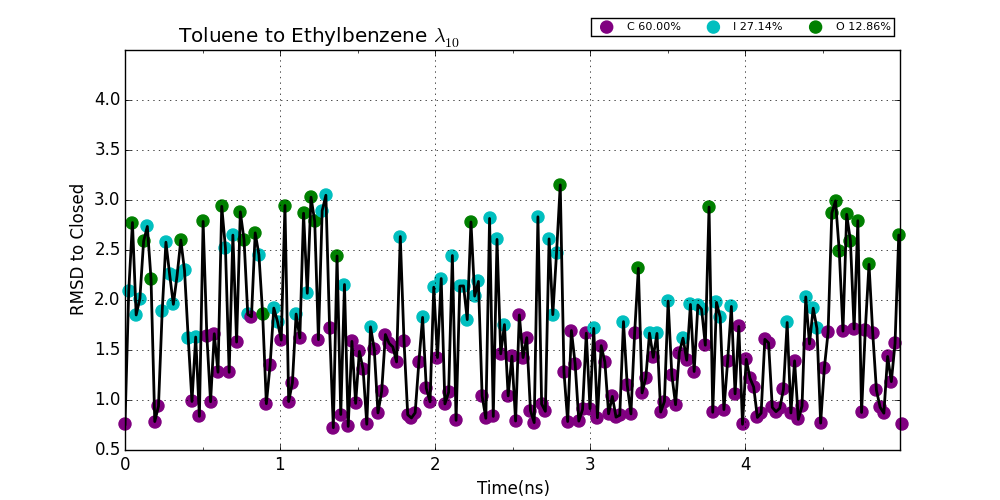 Toluene to Ethylbenzene λ10
C 60.00% I 27.14% O 12.86%
RMSD to Closed
4.0
3.5
3.0
2.5
2.0
1.5
1.0
0.5
0 1 2 3 4
Time(ns)